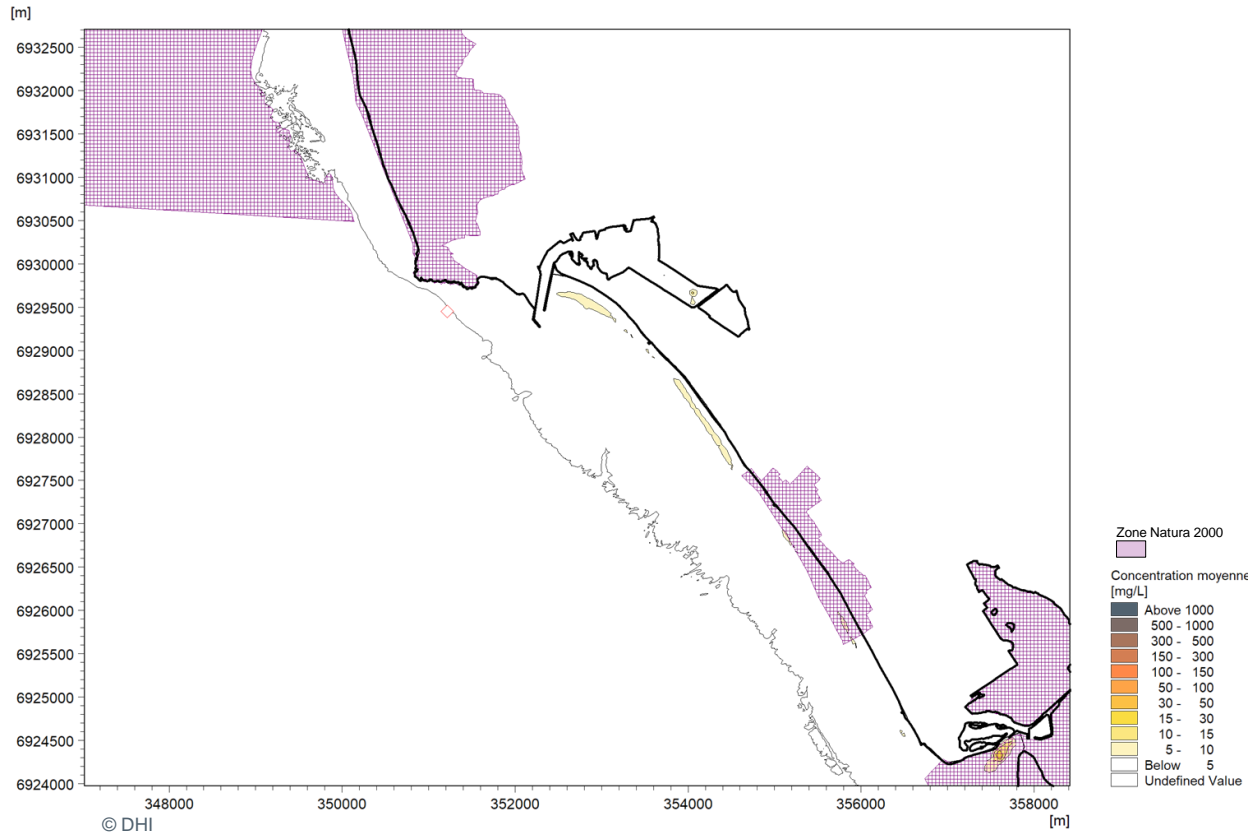 [m]
6932500
6932000
6931500
6931000
6930500
6930000
6929500
6929000
6928500
6928000
6927500
6927000
6926500
6926000
6925500
6925000
6924500
6924000
348000 350000 352000 354000 356000 358000
[m]
© DHI
Zone Natura 2000
Concentration moyenne
[mg/L]
Above 1000
500 - 1000
300 - 500
150 - 300
100 - 150
50 - 100
30 - 50
15 - 30
10 - 15
5 - 10
Below 5
Undefined Value